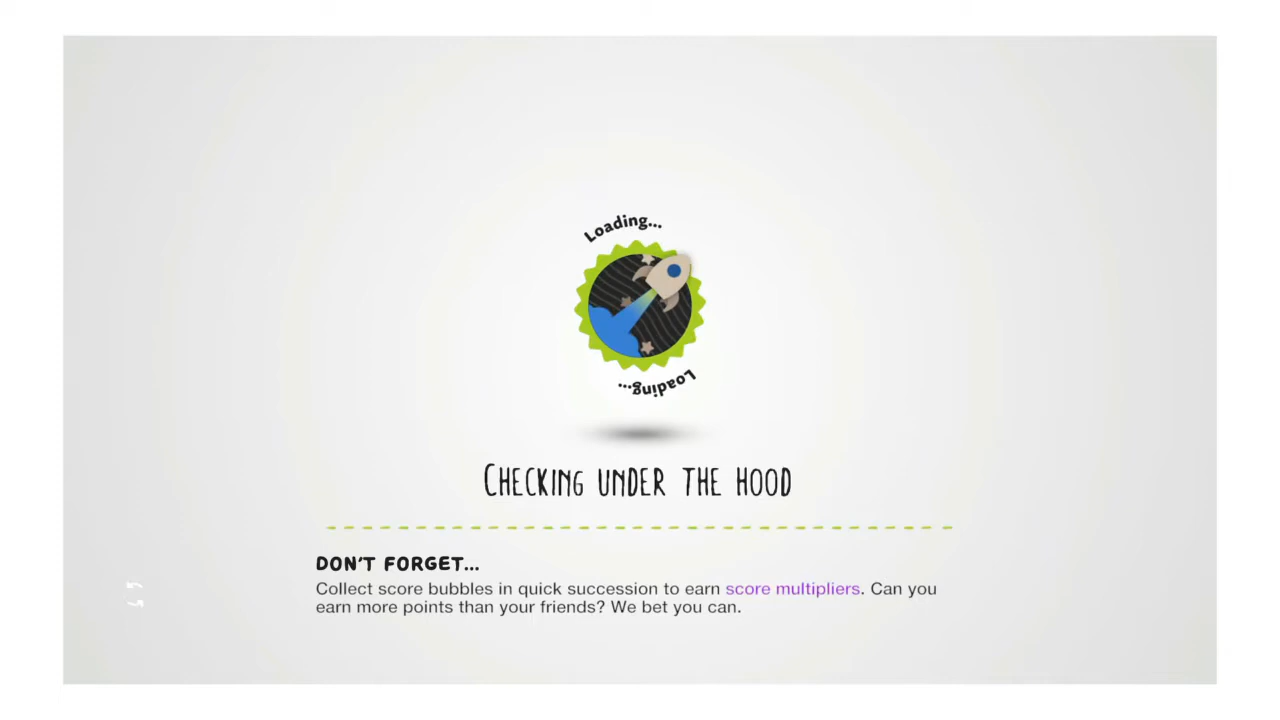 Loading...
Loading...
CHECKING UNDER THE HOOD
DON'T FORGET...
Collect score bubbles in quick succession to earn score multipliers. Can you
earn more points than your friends? We bet you can.